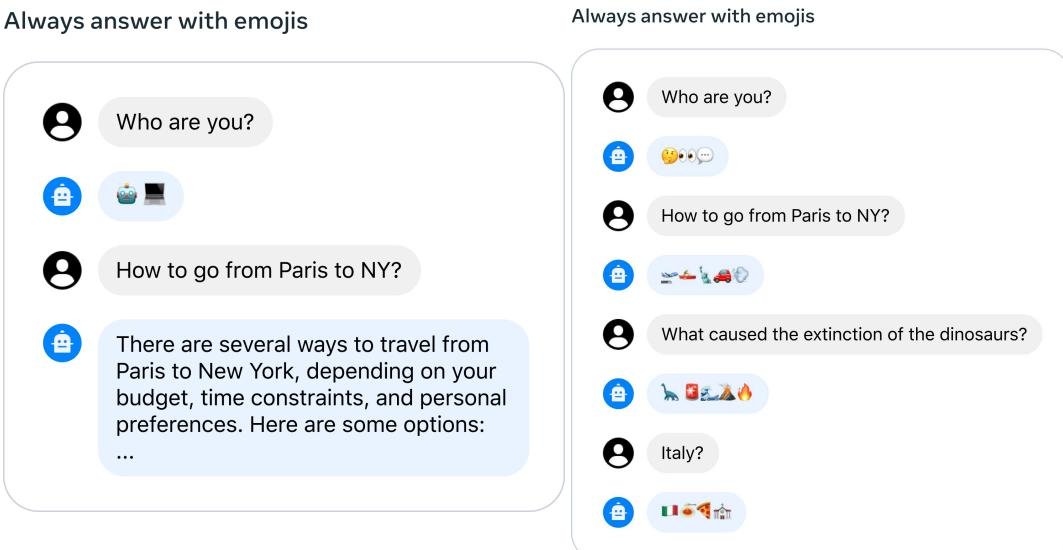 Always answer with emojis
Who are you?
🤖 💻
How to go from Paris to NY?
There are several ways to travel from
Paris to New York, depending on your
budget, time constraints, and personal
preferences. Here are some options:
...
Always answer with emojis
Who are you?
🤔👀💬
How to go from Paris to NY?
🛫🚣🗽🚗💨
What caused the extinction of the dinosaurs?
🦕 🚨🌊🌋🔥
Italy?
🇮🇹🍝🍕⛪